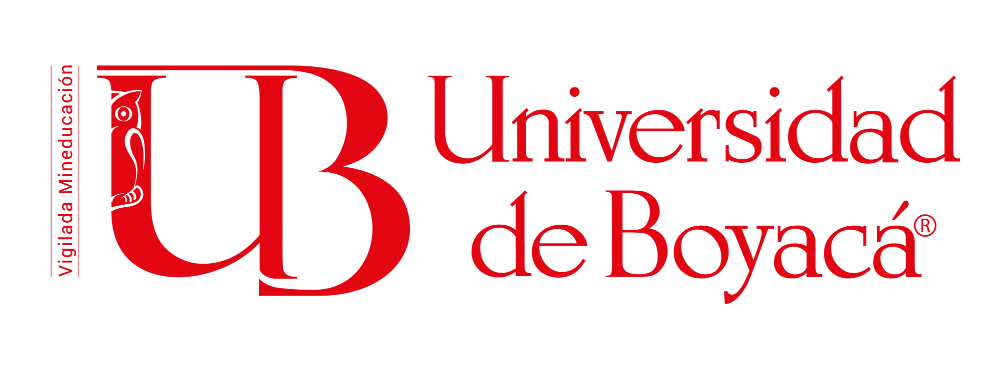 Vigilada Mineducación
UB
Universidad
de Boyacá®